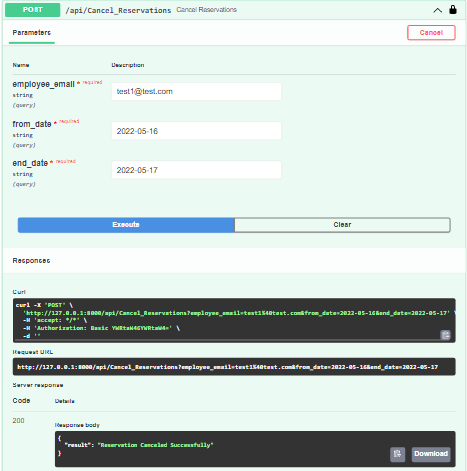 POST /api/Cancel_Reservations Cancel Reservations
Parameters Cancel
Name Description
employee_email * required
string
(query)
test1@test.com
from_date * required
string
(query)
2022-05-16
end_date * required
string
(query)
2022-05-17
Execute Clear
Responses
Curl
curl -X 'POST' \
'http://127.0.0.1:8000/api/Cancel_Reservations?employee_email=test1%40test.com&from_date=2022-05-16&end_date=2022-05-17' \
-H 'accept: */*' \
-H 'Authorization: Basic YWRtaW46YWRtaW4=' \
-d ''
Request URL
http://127.0.0.1:8000/api/Cancel_Reservations?employee_email=test1%40test.com&from_date=2022-05-16&end_date=2022-05-17
Server response
Code Details
200
Response body
{
"result": "Reservation Canceled Successfully"
}
Download